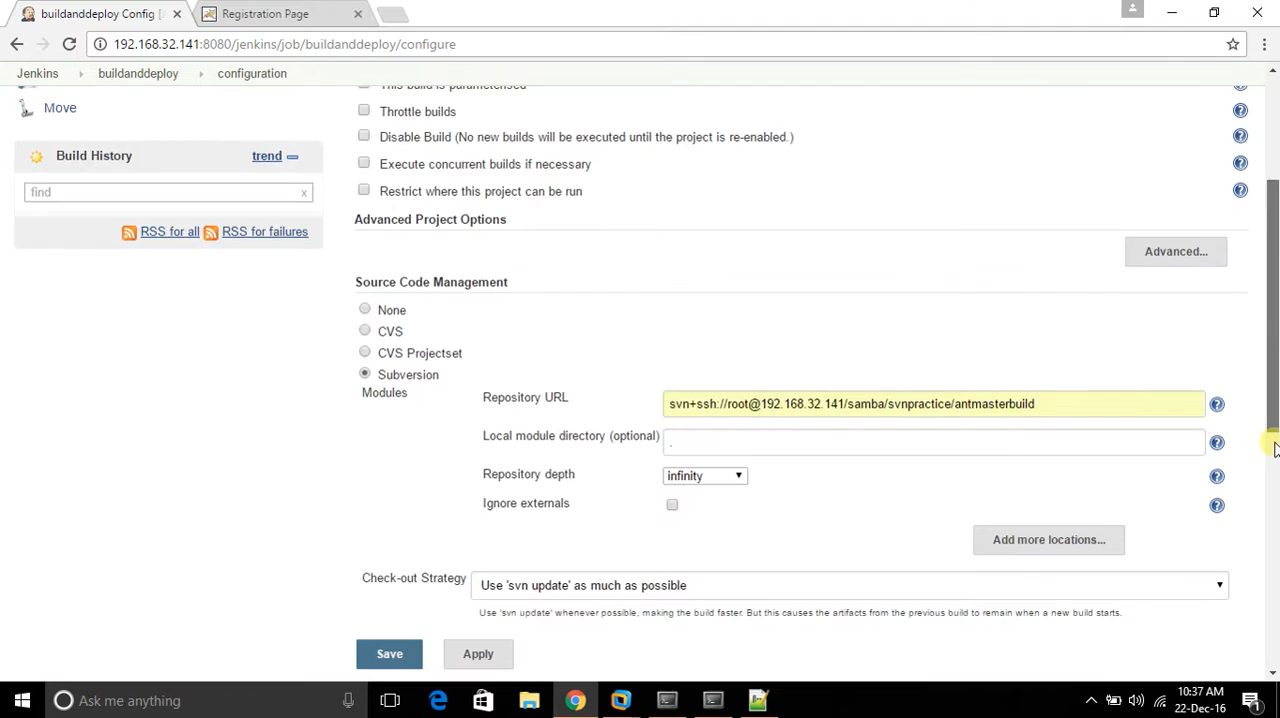 buildanddeploy Config [
Registration Page
192.168.32.141:8080/jenkins/job/buildanddeploy/configure
Jenkins
buildanddeploy
configuration
Move
This build is parameterised
Throttle builds
Disable Build (No new builds will be executed until the project is re-enabled.)
Build History
trend
Execute concurrent builds if necessary
find
x
Restrict where this project can be run
Advanced Project Options
RSS for all
RSS for failures
Advanced...
Source Code Management
None
CVS
CVS Projectset
Subversion
Modules
Repository URL
svn+ssh://root@192.168.32.141/samba/svnpractice/antmasterbuild
Local module directory (optional)
.
Repository depth
infinity
Ignore externals
Add more locations...
Check-out Strategy
Use 'svn update' as much as possible
Use 'svn update' whenever possible, making the build faster. But this causes the artifacts from the previous build to remain when a new build starts.
Save
Apply
Ask me anything
10:37 AM
22-Dec-16
1